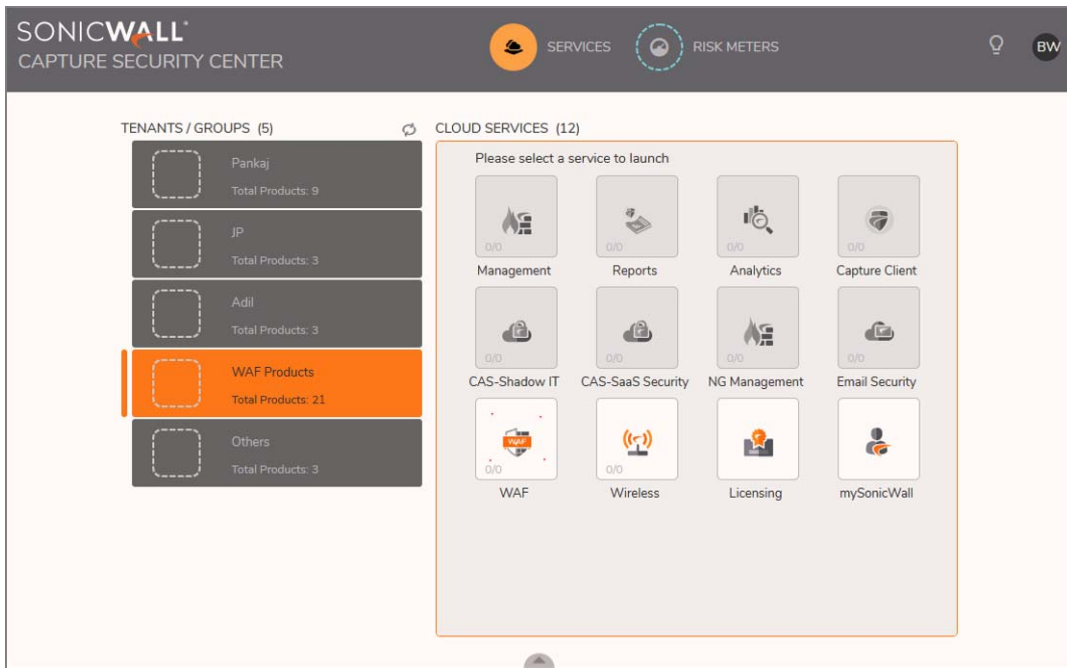 SONICWALL®
CAPTURE SECURITY CENTER
SERVICES
RISK METERS
BW
TENANTS / GROUPS (5)
Pankaj
Total Products: 9
JP
Total Products: 3
Adil
Total Products: 3
WAF Products
Total Products: 21
Others
Total Products: 3
CLOUD SERVICES (12)
Please select a service to launch
0/0
0/0
0/0
0/0
Management
Reports
Analytics
Capture Client
0/0
0/0
0/0
0/0
CAS-Shadow IT
CAS-SaaS Security
NG Management
Email Security
WAF
0/0
0/0
WAF
Wireless
Licensing
mySonicWall